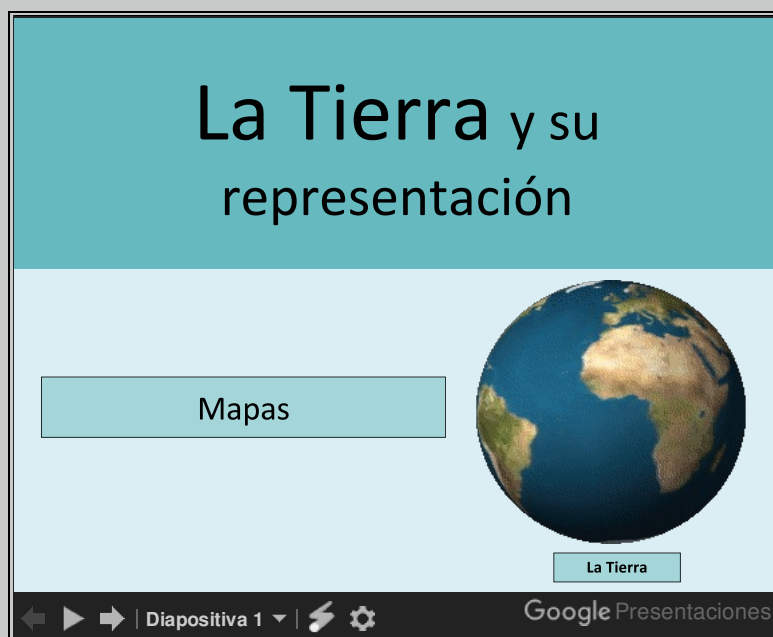 La Tierra y su
representación
Mapas
La Tierra
Diapositiva 1
Google Presentaciones